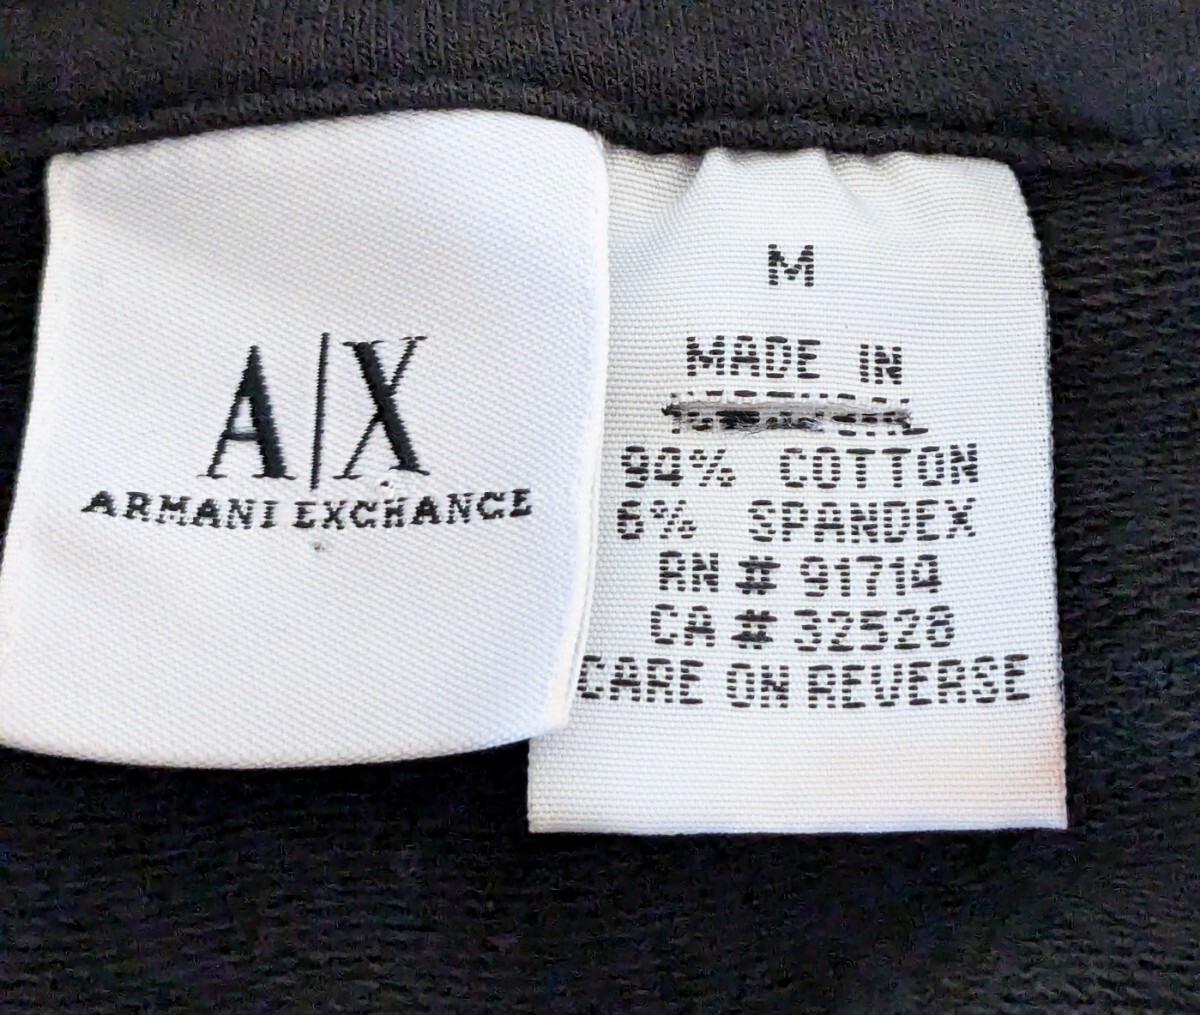 A|X
ARMANI EXCHANGE
M
MADE IN
94% COTTON
6% SPANDEX
RN # 91714
CA # 32528
CARE ON REVERSE